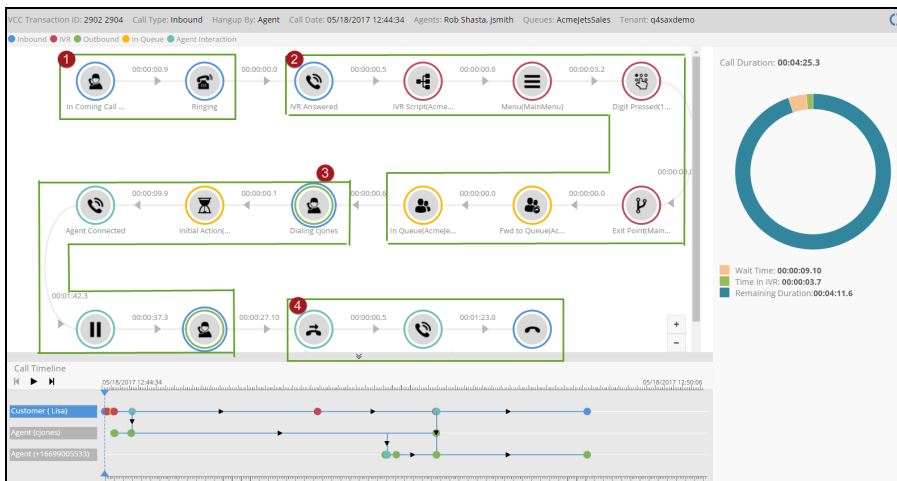 VCC Transaction ID: 2902 2904 Call Type: Inbound Hangup By: Agent Call Date: 05/18/2017 12:44:34 Agents: Rob Shasta, jsmith Queues: AcmeJetsSales Tenant: q4saxdemo
Inbound IVR Outbound In Queue Agent Interaction
1 2
00:00:00.9 00:00:00.0 00:00:00.5 00:00:00.0 00:00:03.2
In Coming Call ... Ringing IVR Answered IVR Script(Acme... Menu(MainMenu) Digit Pressed(1...
3
00:00:00.
00:00:09.9 00:00:00.1 00:00:00.6 00:00:00.0 00:00:00.0
Agent Connected Initial Action(... Dialing cjones In Queue(AcmeJe... Fwd to Queue(Ac... Exit Point(Main...
00:01:42.3
4
00:00:37.3 00:00:27.10 00:00:00.5 00:01:23.0
+
−
Call Duration: 00:04:25.3
Wait Time: 00:00:09.10
Time In IVR: 00:00:03.7
Remaining Duration:00:04:11.6
Call Timeline
05/18/2017 12:44:34 05/18/2017 12:50:06
Customer ( Lisa)
Agent (cjones)
Agent (+16699005533)